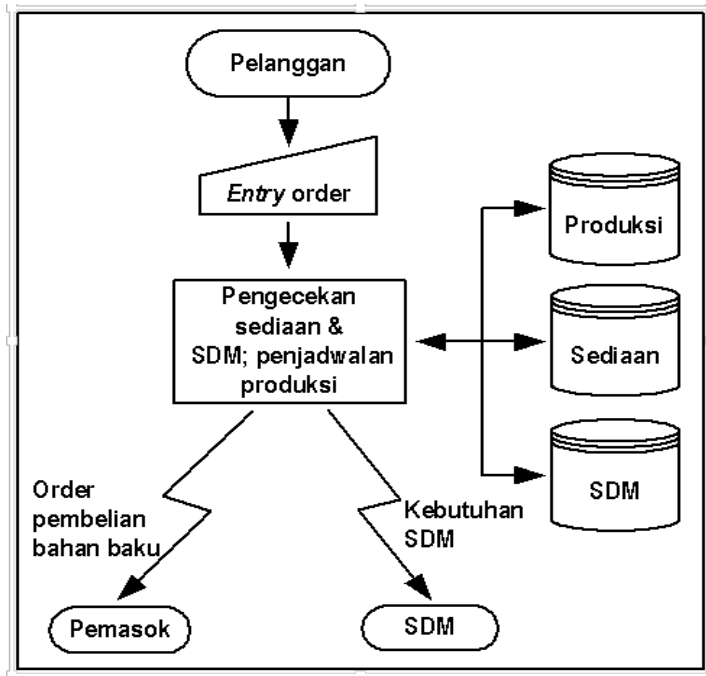 Pelanggan
Entry order
Pengecekan
sediaan &
SDM; penjadwalan
produksi
Produksi
Sediaan
SDM
Order
pembelian
bahan baku
Kebutuhan
SDM
Pemasok
SDM